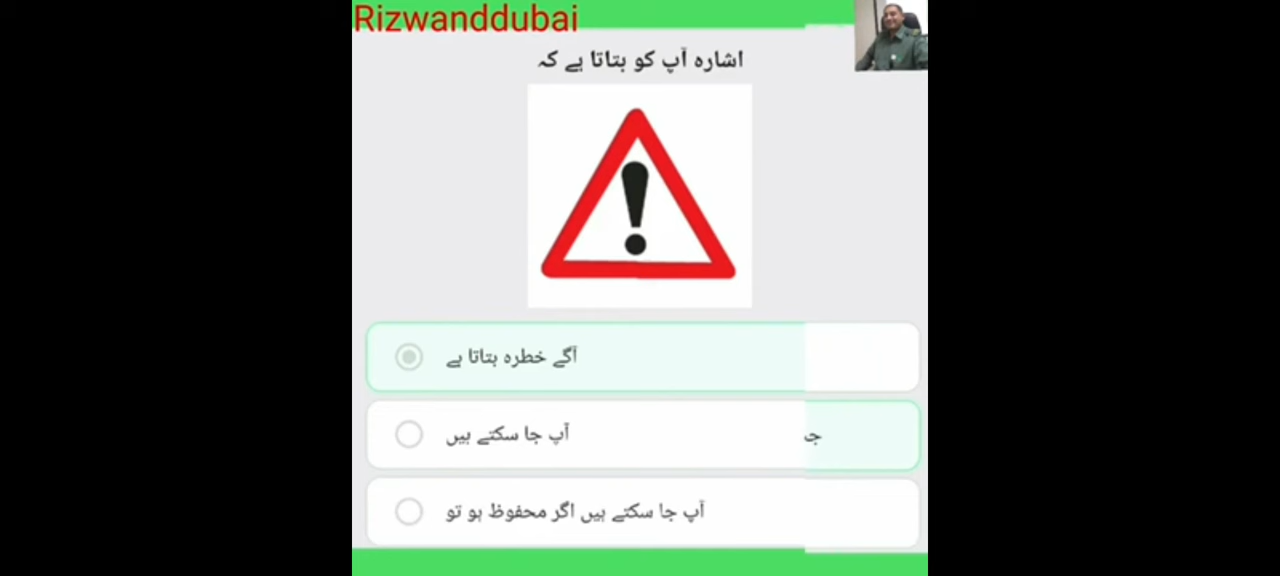 Rizwanddubai
اشارہ آپ کو بتاتا ہے کہ
آگے خطرہ بتاتا ہے
آپ جا سکتے ہیں
آپ جا سکتے ہیں اگر محفوظ ہو تو